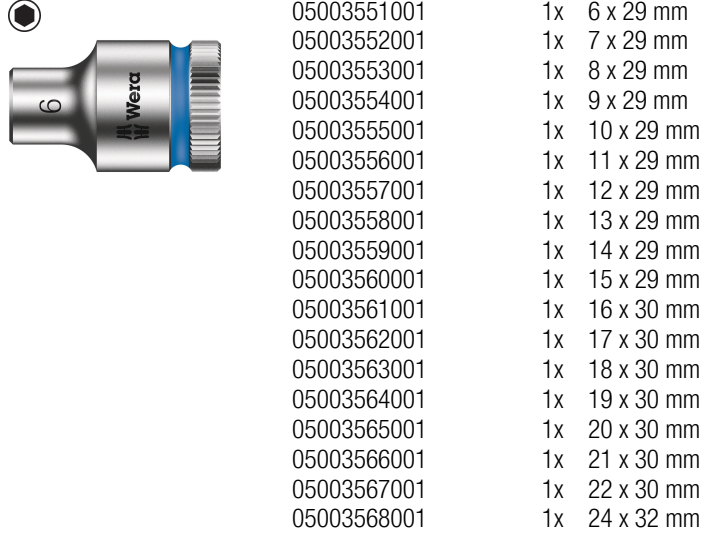 05003551001 1x 6 x 29 mm
05003552001 1x 7 x 29 mm
05003553001 1x 8 x 29 mm
05003554001 1x 9 x 29 mm
05003555001 1x 10 x 29 mm
05003556001 1x 11 x 29 mm
05003557001 1x 12 x 29 mm
05003558001 1x 13 x 29 mm
05003559001 1x 14 x 29 mm
05003560001 1x 15 x 29 mm
05003561001 1x 16 x 30 mm
05003562001 1x 17 x 30 mm
05003563001 1x 18 x 30 mm
05003564001 1x 19 x 30 mm
05003565001 1x 20 x 30 mm
05003566001 1x 21 x 30 mm
05003567001 1x 22 x 30 mm
05003568001 1x 24 x 32 mm
6
Wera